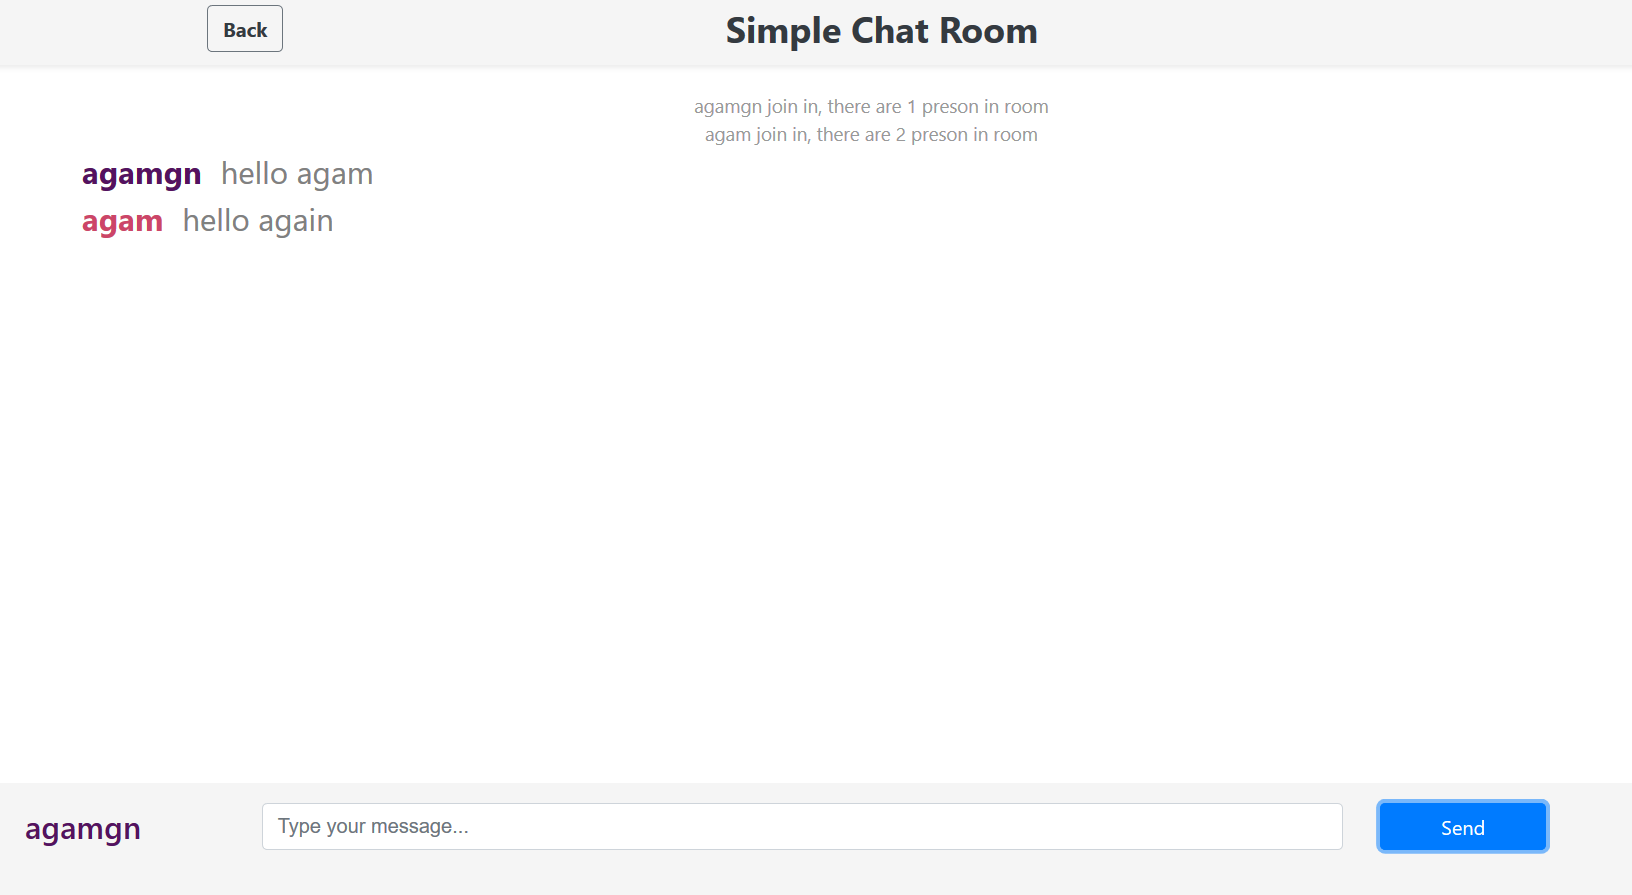 Back
Simple Chat Room
agamgn join in, there are 1 preson in room
agam join in, there are 2 preson in room
agamgn hello agam
agam hello again
agamgn
Type your message...
Send